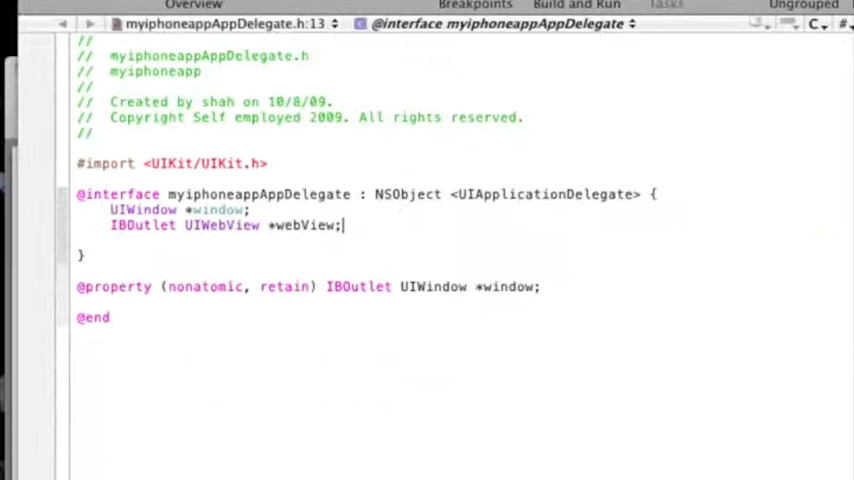 Overview Breakpoints Build and Run Tasks Ungrouped
myiphoneappAppDelegate.h:13 @interface myiphoneappAppDelegate C #
//
// myiphoneappAppDelegate.h
// myiphoneapp
//
// Created by shah on 10/8/09.
// Copyright Self employed 2009. All rights reserved.
//
#import <UIKit/UIKit.h>
@interface myiphoneappAppDelegate : NSObject <UIApplicationDelegate> {
UIWindow *window;
IBOutlet UIWebView *webView;
}
@property (nonatomic, retain) IBOutlet UIWindow *window;
@end